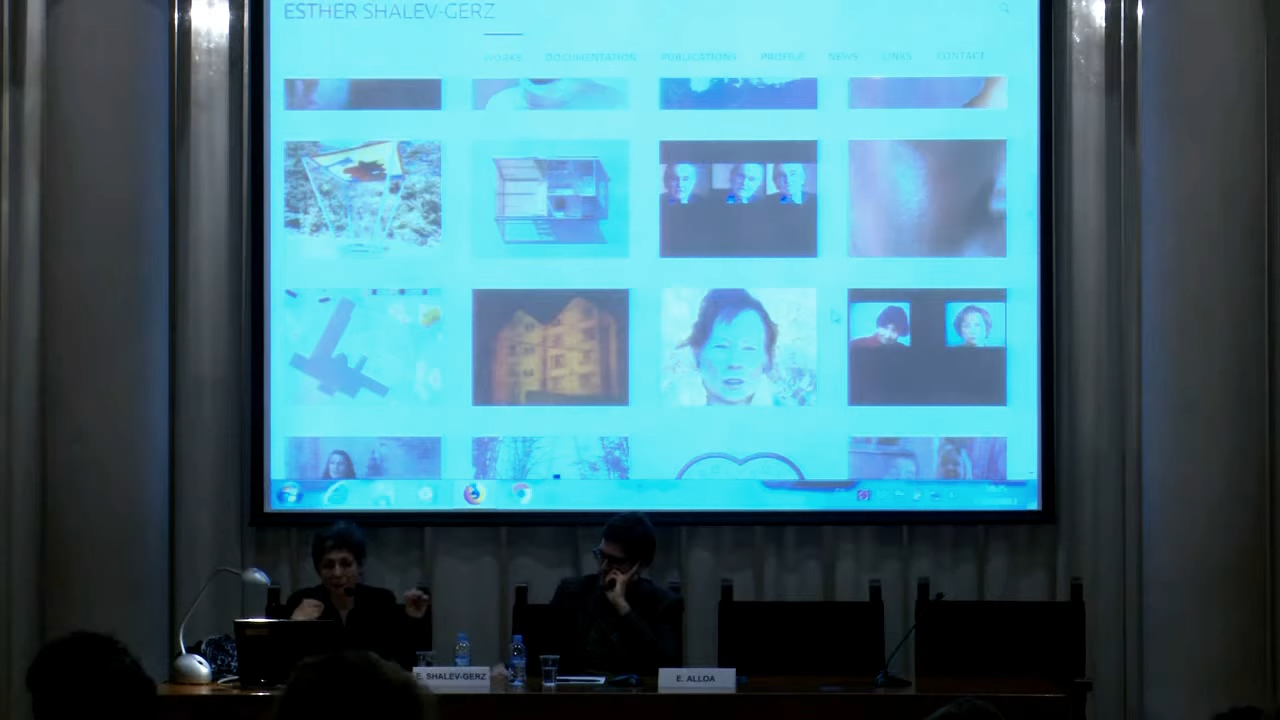 ESTHER SHALEV-GERZ
WORKS DOCUMENTATION PUBLICATIONS PROFILE NEWS LINKS CONTACT
E. SHALEV-GERZ
E. ALLOA